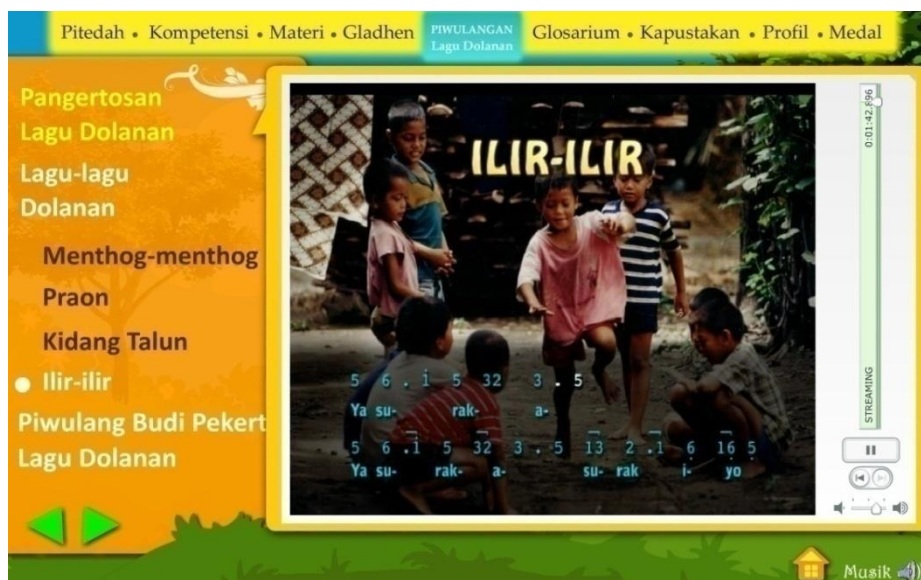 Pitedah • Kompetensi • Materi • Gladhen PIWULANGAN Glosarium • Kapustakan • Profil • Medal
Lagu Dolanan
Pangertosan
Lagu Dolanan
Lagu-lagu
Dolanan
Menthog-menthog
Praon
Kidang Talun
Ilir-ilir
Piwulang Budi Pekert
Lagu Dolanan
ILIR-ILIR
5 6 . i 5 32 3 . 5
Ya su- rak- a-
5 6 .1 5 32 3 . 5 13 2 .1 6 16 5
Ya su- rak- a- su- rak i- yo
0:01:42.896
STREAMING
Musik